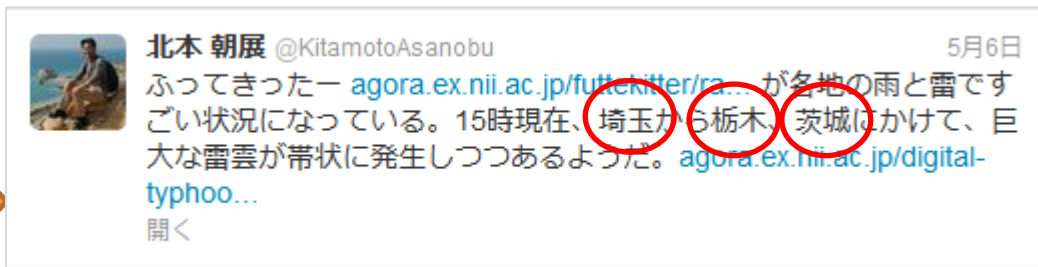 北本 朝展 @KitamotoAsanobu 5月6日
ふってきったー agora.ex.nii.ac.jp/futtekitter/ra… が各地の雨と雷です
ごい状況になっている。15時現在、埼玉から栃木、茨城にかけて、巨
大な雷雲が帯状に発生しつつあるようだ。agora.ex.nii.ac.jp/digital-
typhoo…
開く